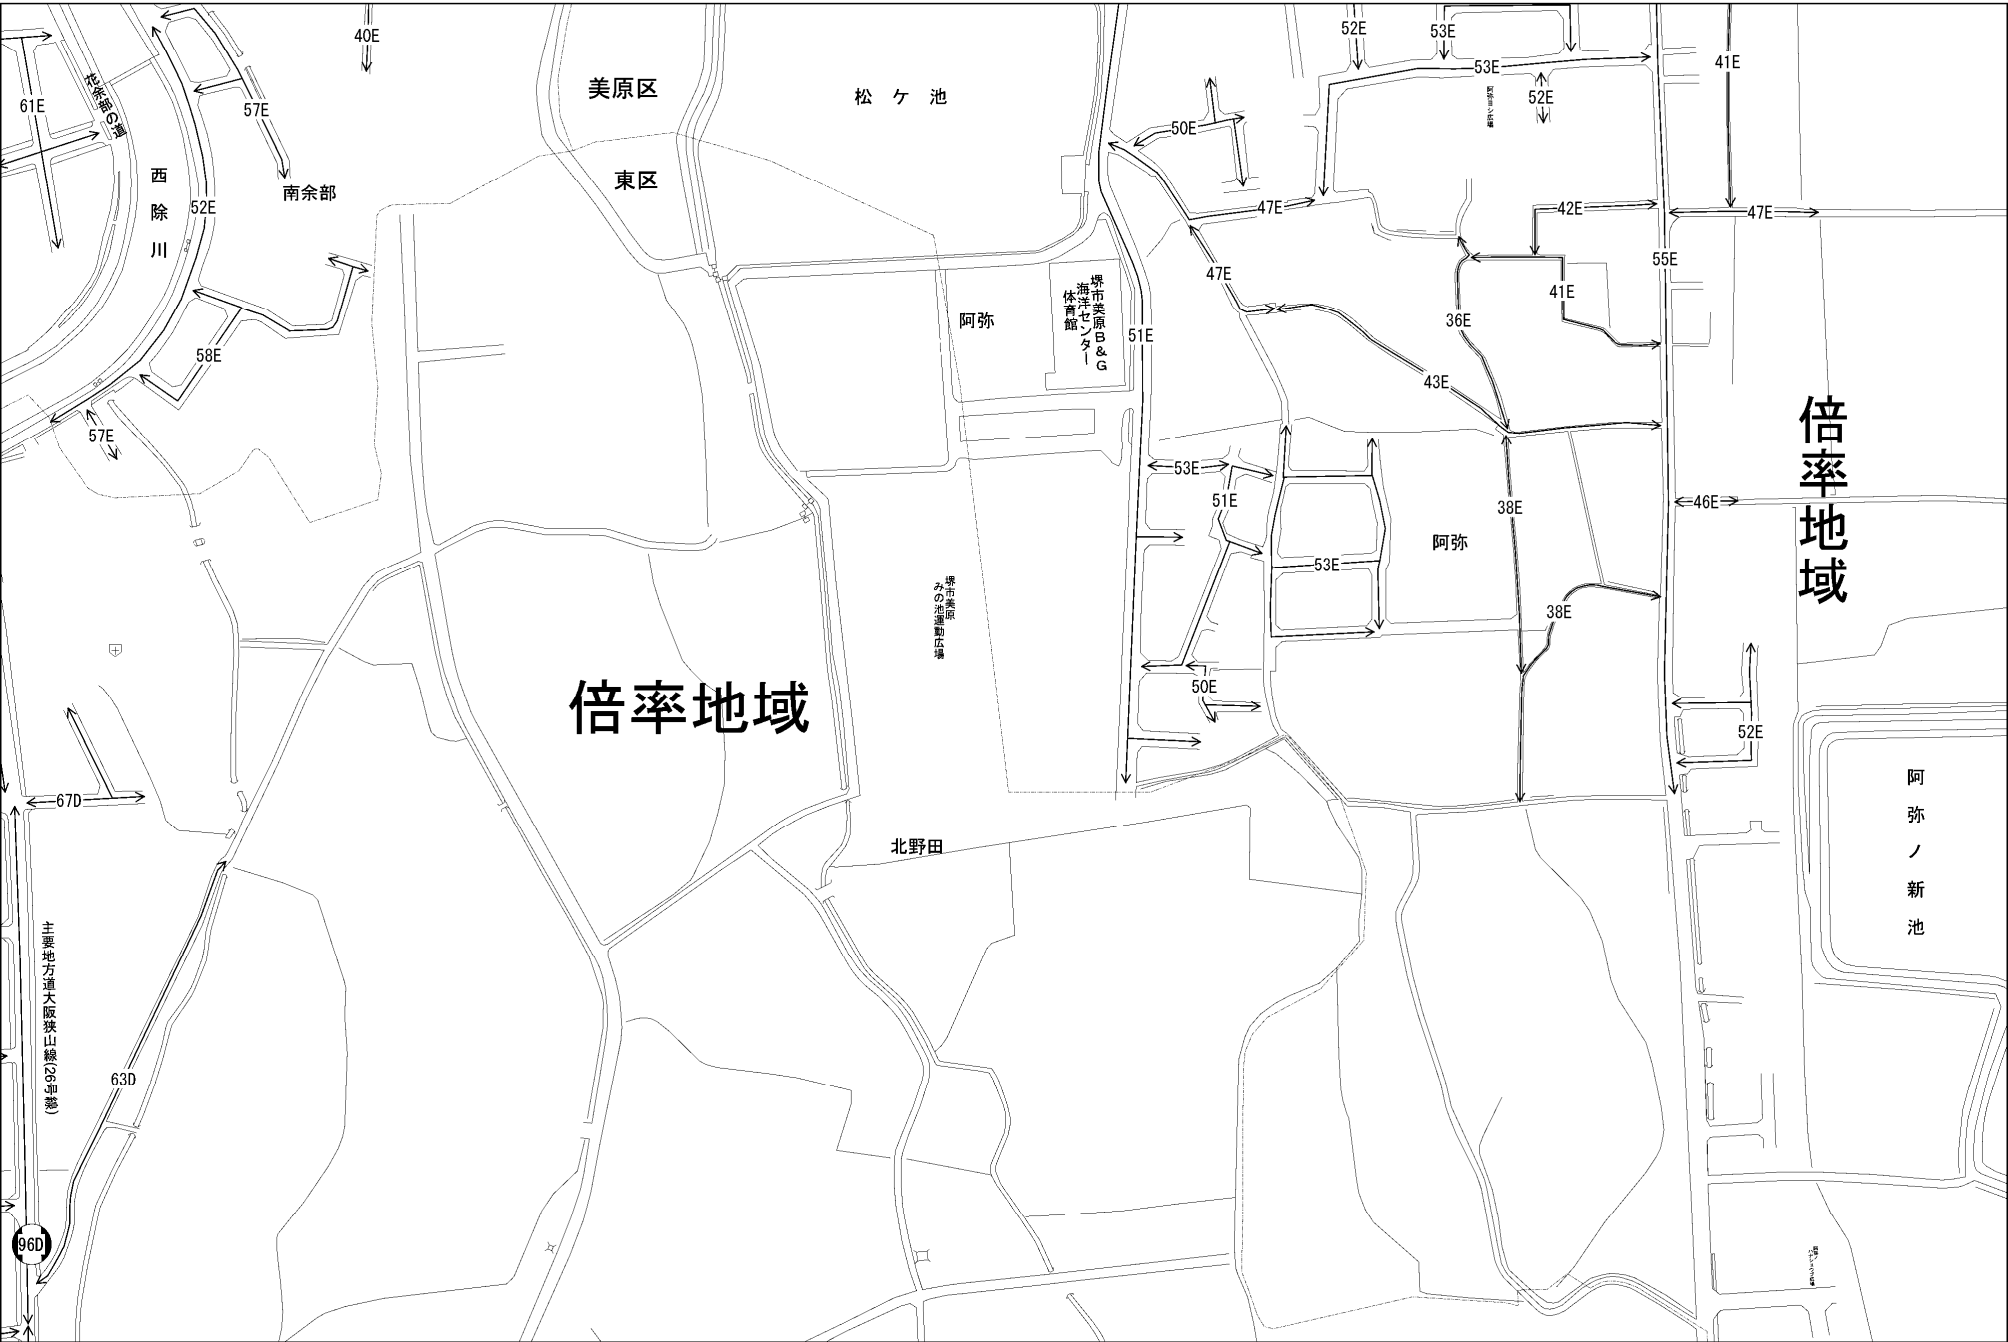 40E
52E
53E
53E
41E
61E
花余部の道
57E
美原区
松ケ池
52E
50E
西除川
52E
南余部
東区
47E
42E
47E
47E
55E
41E
36E
阿弥
堺市美原B&G
海洋センター
体育館
51E
58E
43E
57E
53E
51E
38E
46E
倍率地域
阿弥
53E
堺市美原
みの池運動広場
38E
50E
倍率地域
52E
67D
阿弥ノ新池
北野田
主要地方道大阪狭山線(26号線)
63D
96D